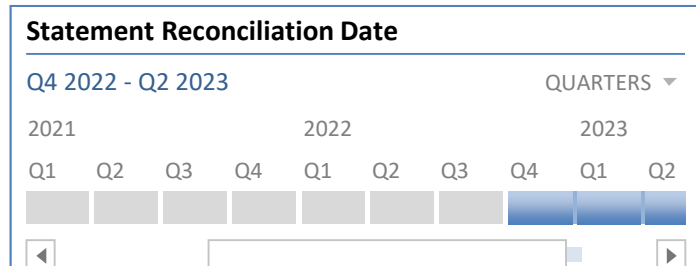 Statement Reconciliation Date
Q4 2022 - Q2 2023 QUARTERS
2021 2022 2023
Q1 Q2 Q3 Q4 Q1 Q2 Q3 Q4 Q1 Q2